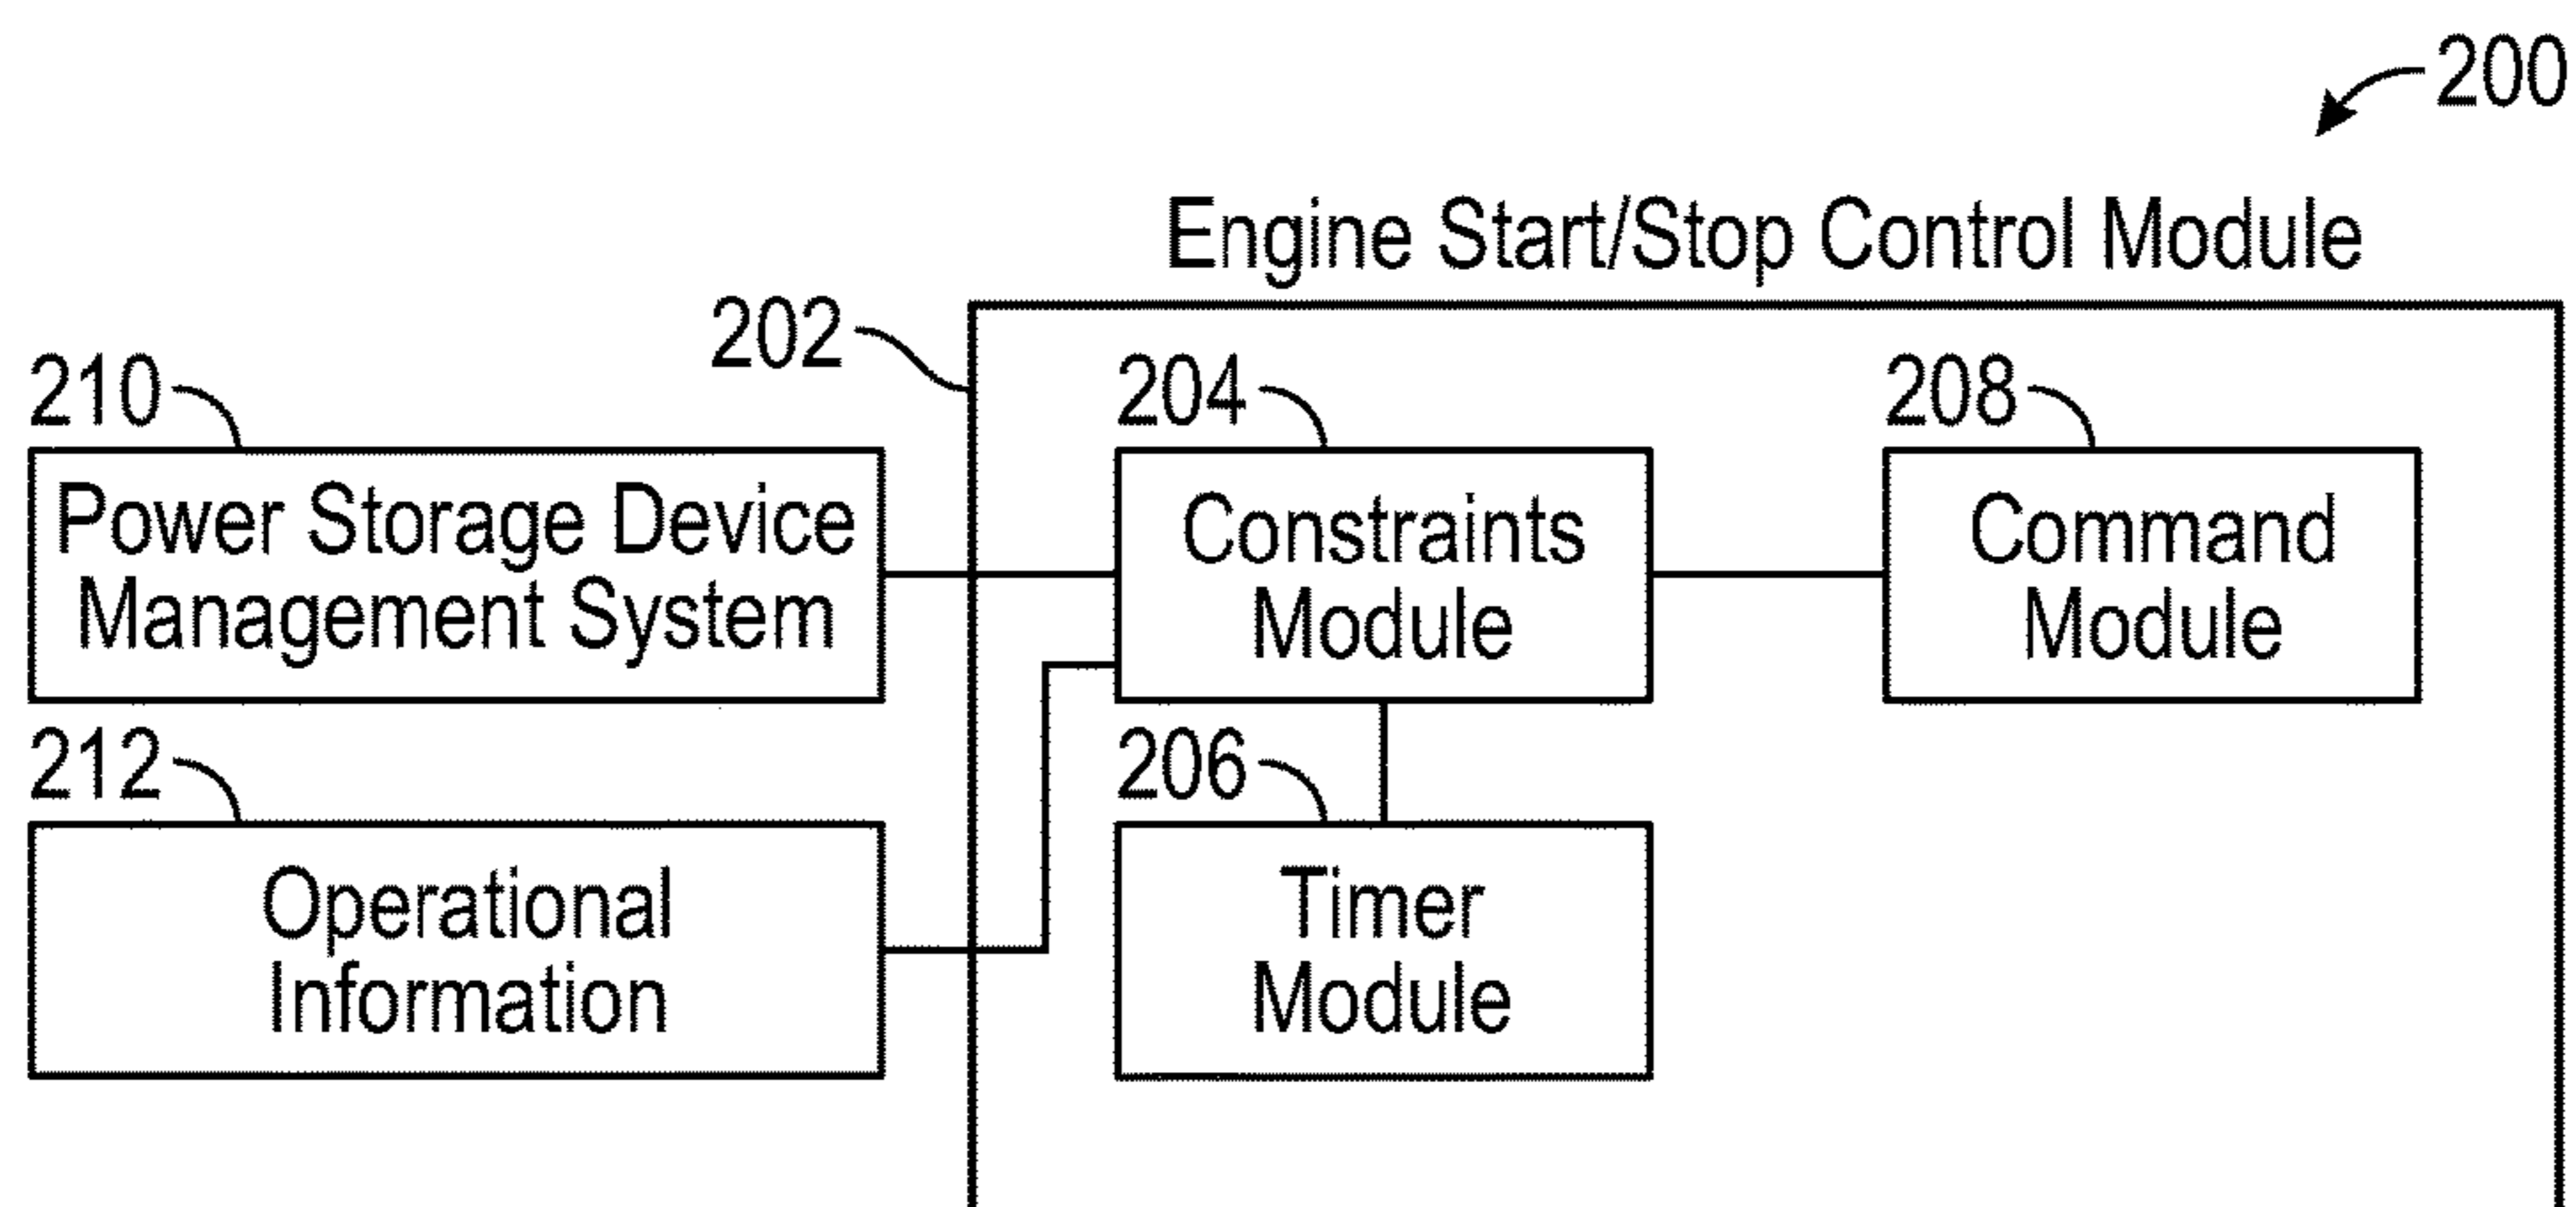 200
Engine Start/Stop Control Module
202
210
204
208
Power Storage Device
Management System
Constraints
Module
Command
Module
212
206
Operational
Information
Timer
Module